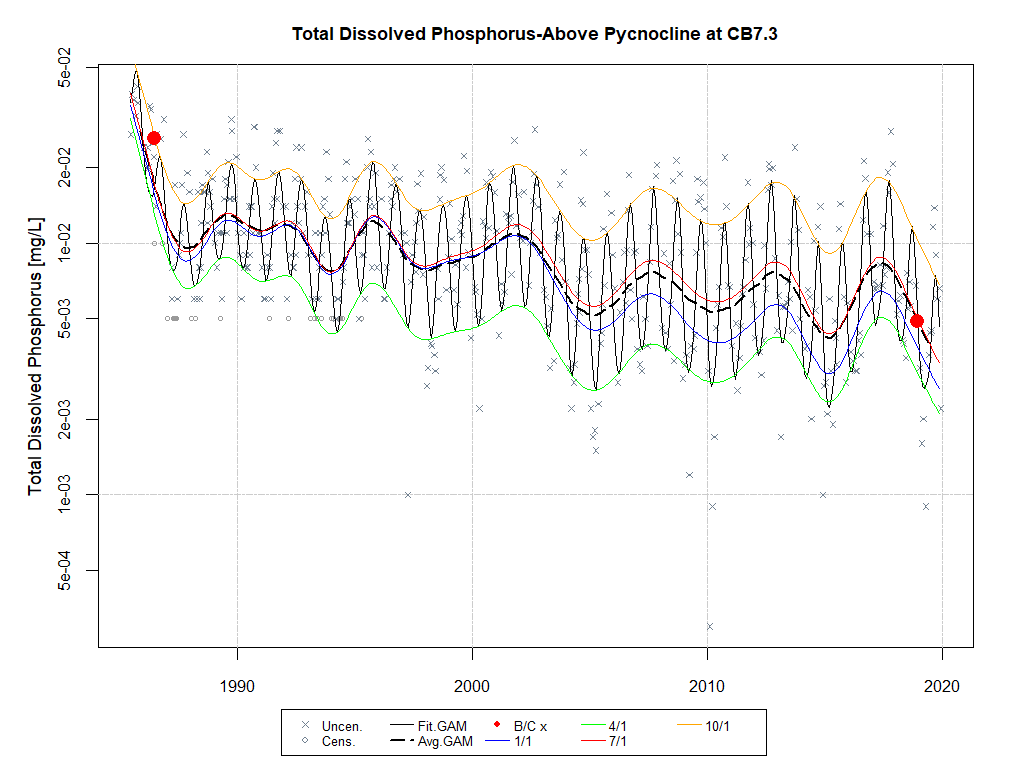 Total Dissolved Phosphorus-Above Pycnocline at CB7.3
Total Dissolved Phosphorus [mg/L]
5e-02
2e-02
1e-02
5e-03
2e-03
1e-03
5e-04
1990 2000 2010 2020
Uncen. Fit.GAM B/C x 4/1 10/1
Cens. Avg.GAM 1/1 7/1